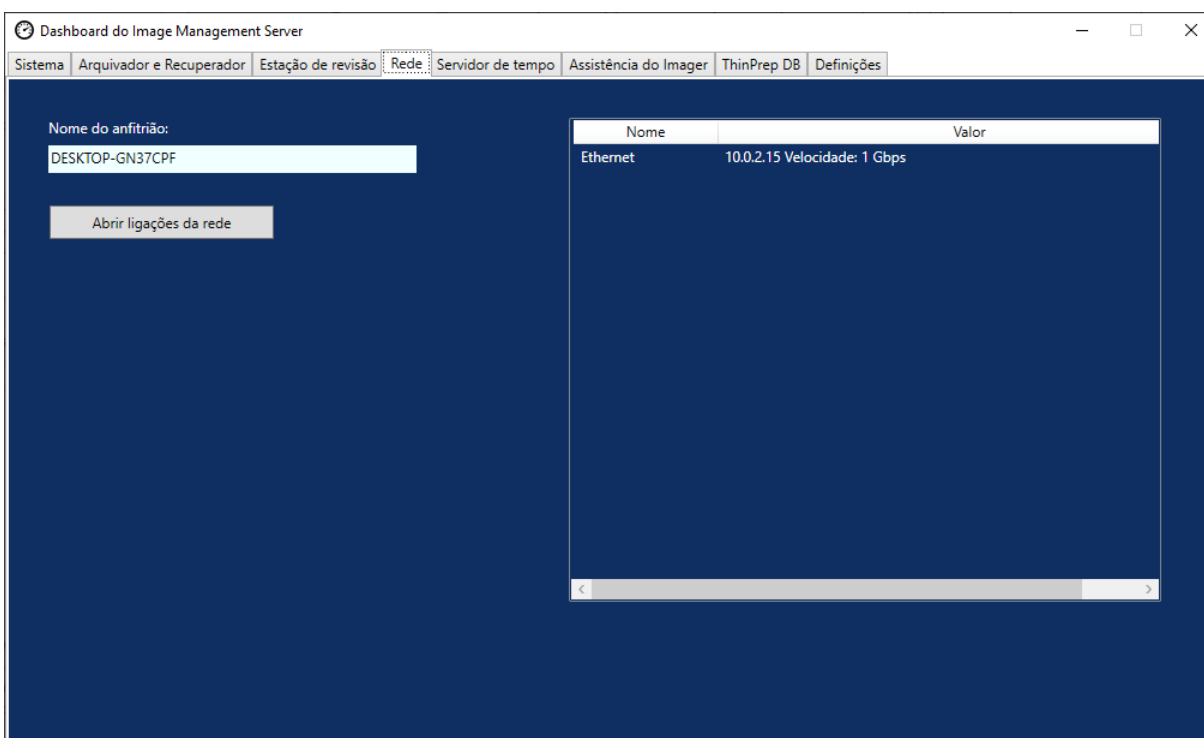 Dashboard do Image Management Server
Sistema Arquivador e Recuperador Estação de revisão Rede Servidor de tempo Assistência do Imager ThinPrep DB Definições
Nome do anfitrião:
DESKTOP-GN37CPF
Abrir ligações da rede
Nome Valor
Ethernet 10.0.2.15 Velocidade: 1 Gbps